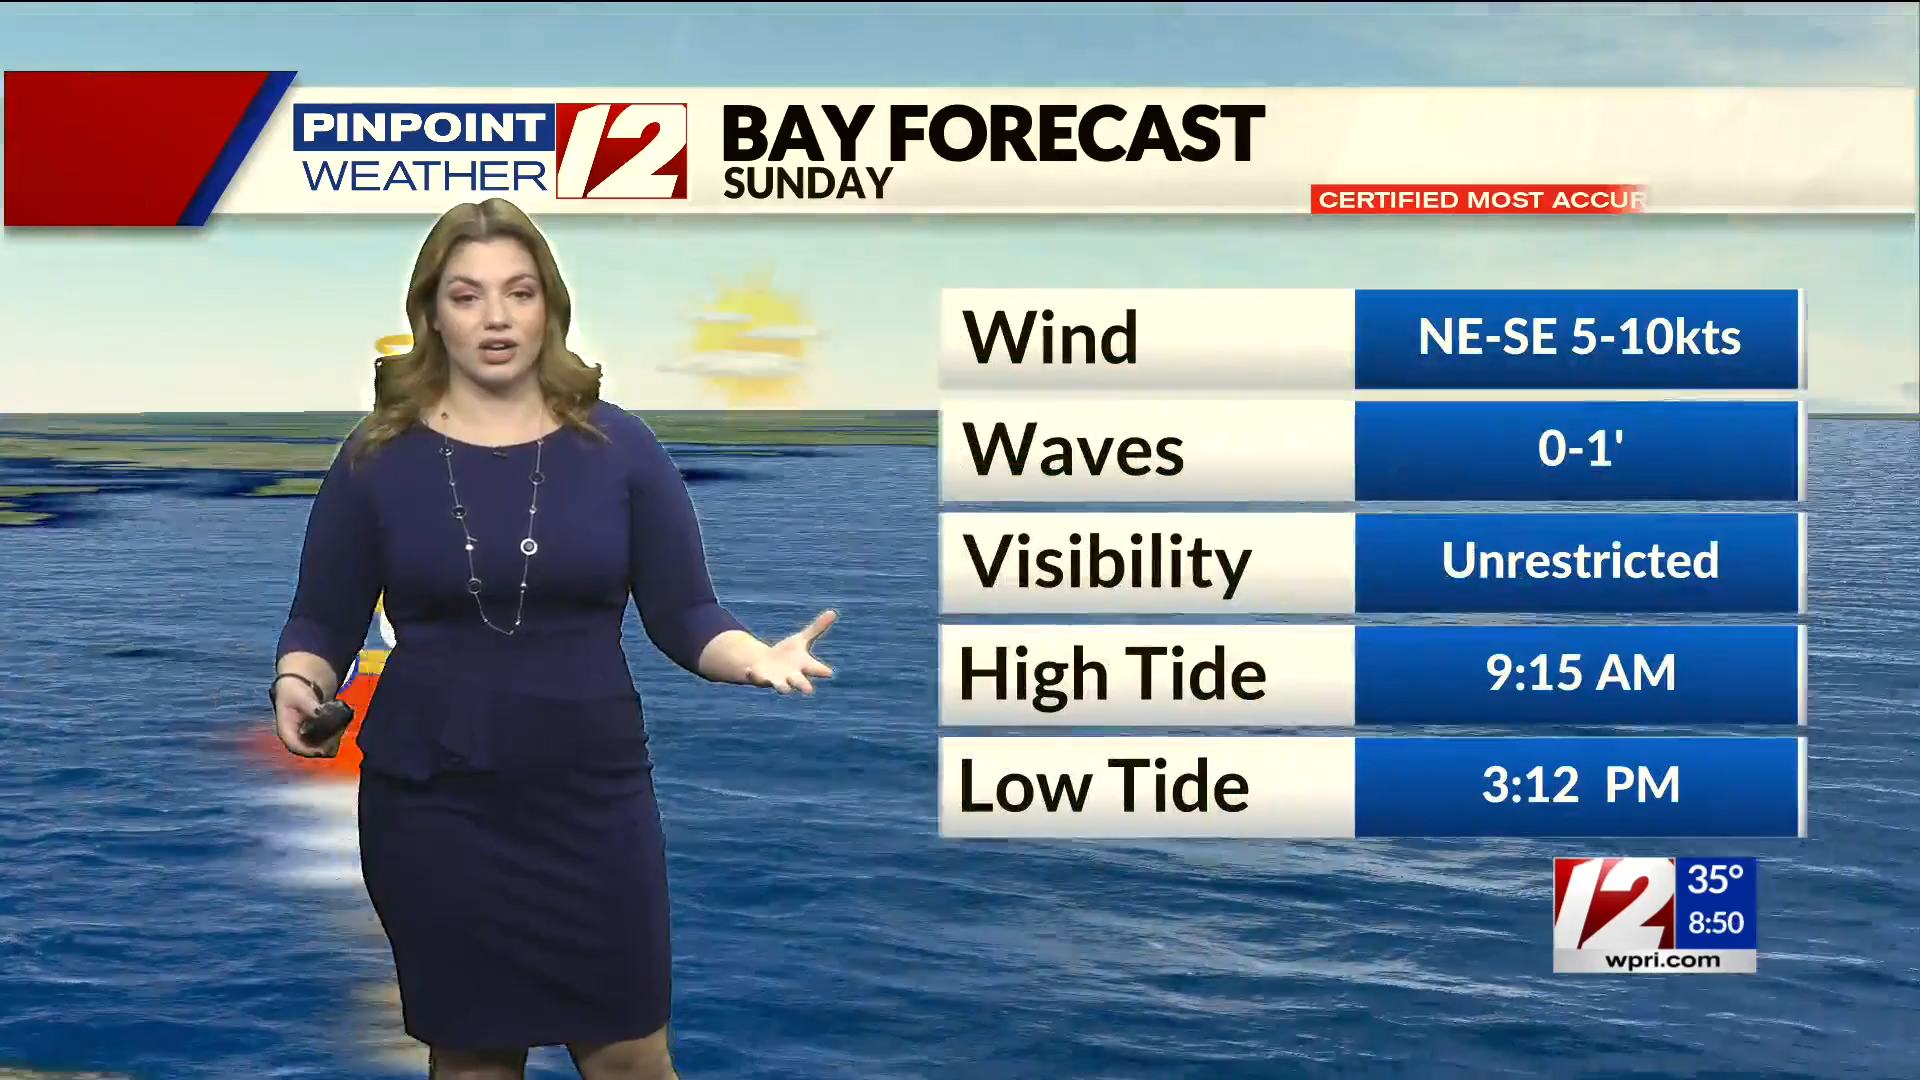 PINPOINT
WEATHER
12
BAY FORECAST
SUNDAY
CERTIFIED MOST ACCUR
Wind NE-SE 5-10kts
Waves 0-1'
Visibility Unrestricted
High Tide 9:15 AM
Low Tide 3:12 PM
12
35°
8:50
wpri.com